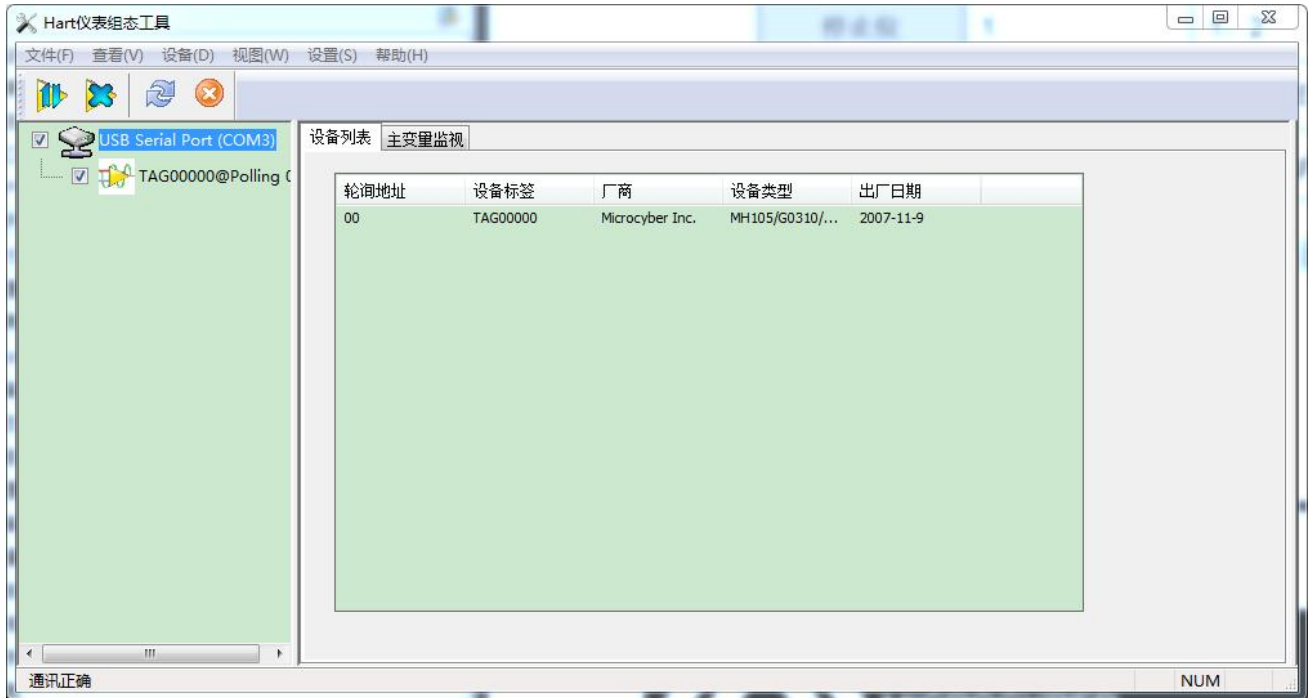 Hart仪表组态工具
文件(F) 查看(V) 设备(D) 视图(W) 设置(S) 帮助(H)
USB Serial Port (COM3)
TAG00000@Polling 0
设备列表 主变量监视
轮询地址 设备标签 厂商 设备类型 出厂日期
00 TAG00000 Microcyber Inc. MH105/G0310/... 2007-11-9
通讯正确 NUM